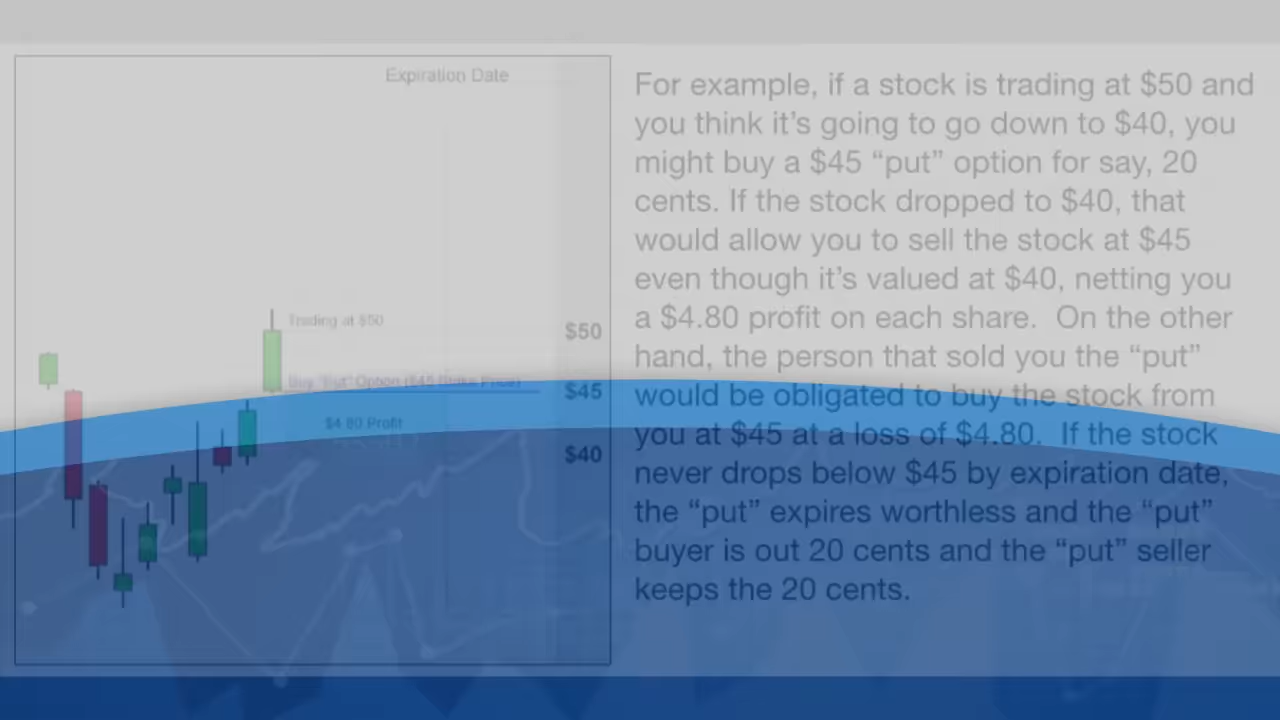 Expiration Date
Trading at $50
$50
Buy "Put" Option ($45 Strike Price)
$45
$4.80 Profit
$40
For example, if a stock is trading at $50 and
you think it’s going to go down to $40, you
might buy a $45 “put” option for say, 20
cents. If the stock dropped to $40, that
would allow you to sell the stock at $45
even though it’s valued at $40, netting you
a $4.80 profit on each share.  On the other
hand, the person that sold you the “put”
would be obligated to buy the stock from
you at $45 at a loss of $4.80.  If the stock
never drops below $45 by expiration date,
the “put” expires worthless and the “put”
buyer is out 20 cents and the “put” seller
keeps the 20 cents.